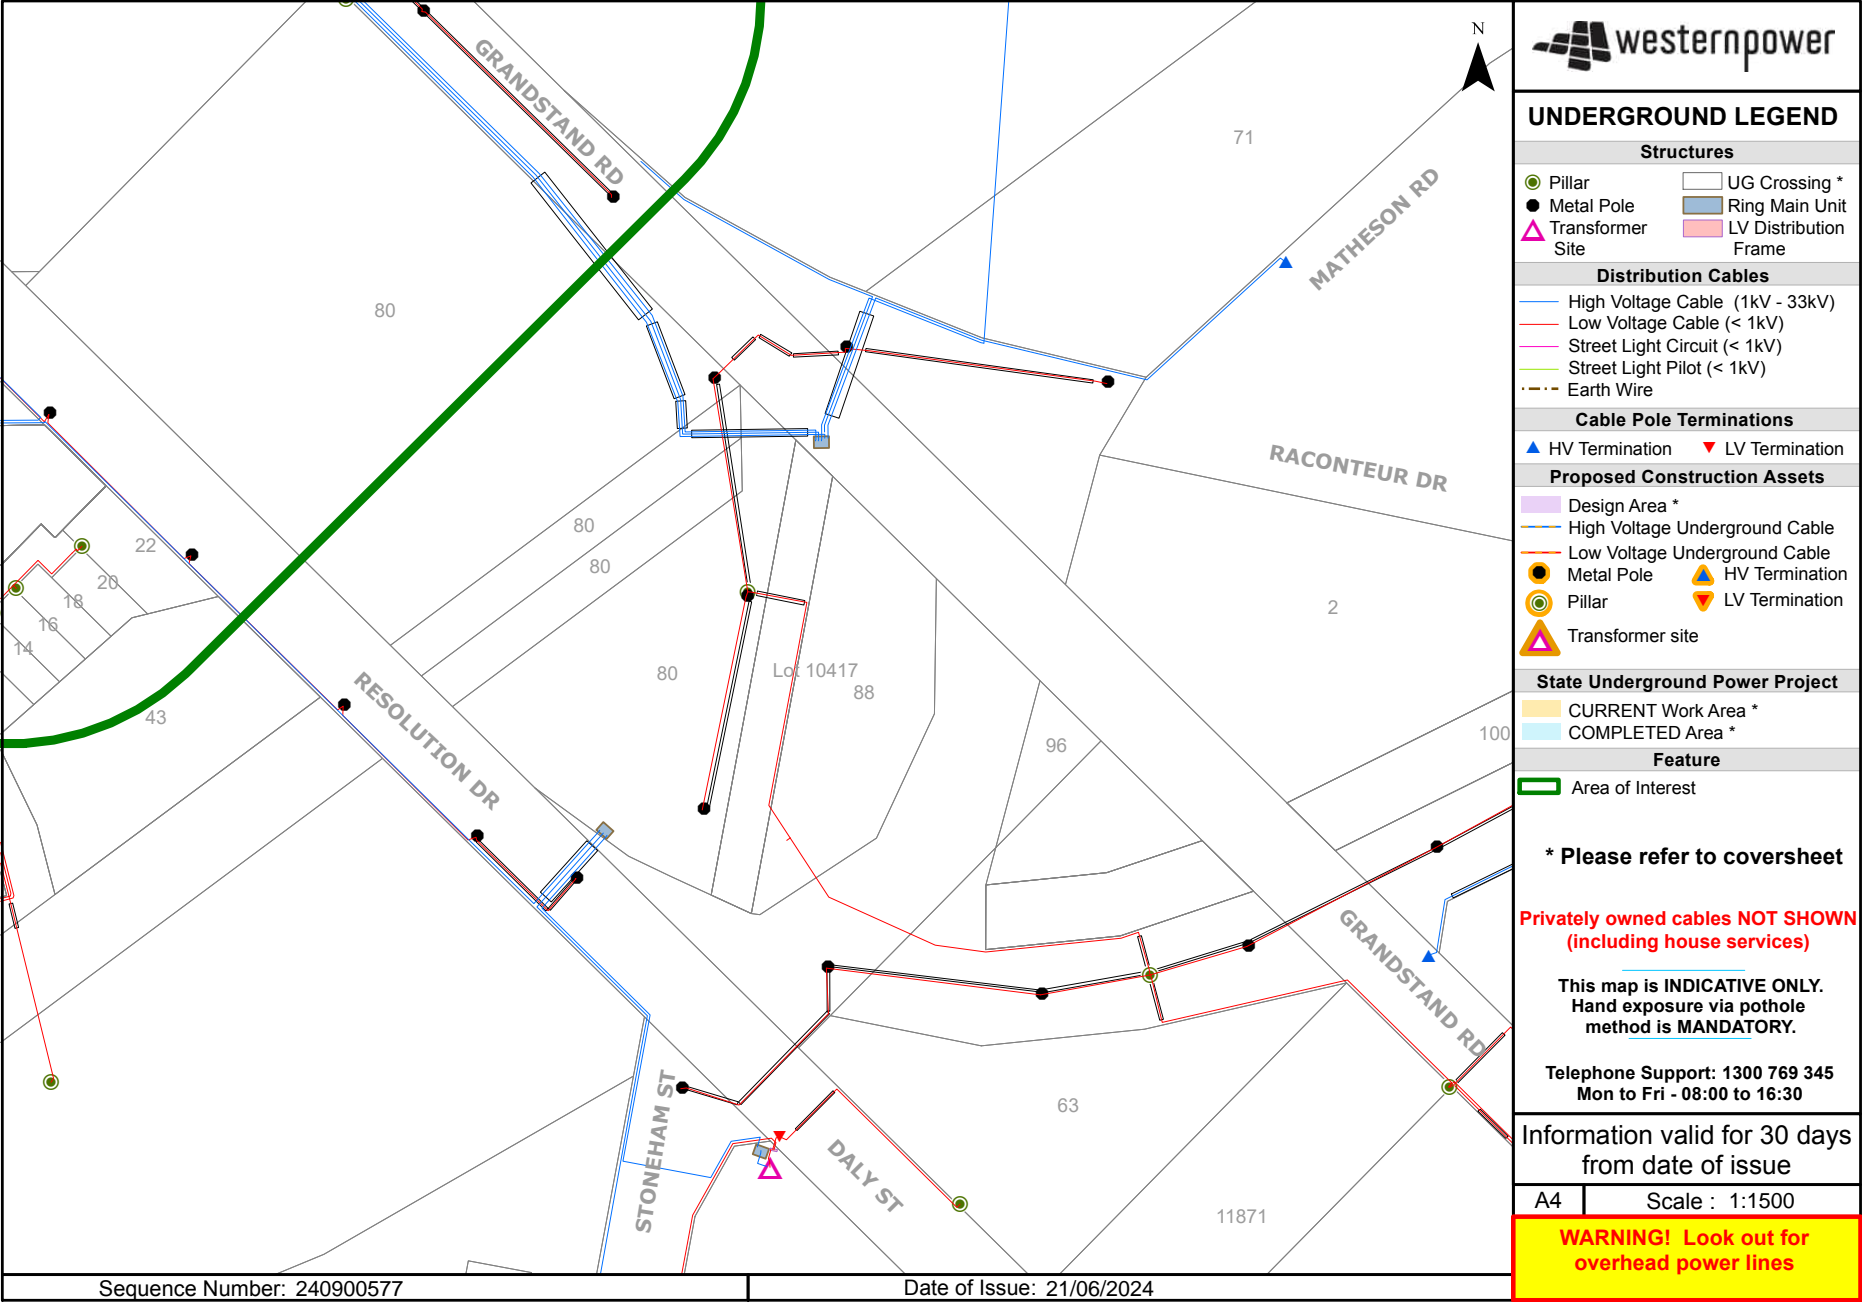 GRANDSTAND RD
N
71
MATHESON RD
80
RACONTEUR DR
80
80
22
20
18
16
14
2
80
Lot 10417
88
43
RESOLUTION DR
96
100
GRANDSTAND RD
STONEHAM ST
63
DALY ST
11871
Sequence Number: 240900577
Date of Issue: 21/06/2024
westernpower
UNDERGROUND LEGEND
Structures
Pillar
UG Crossing *
Metal Pole
Ring Main Unit
Transformer
Site
LV Distribution
Frame
Distribution Cables
High Voltage Cable (1kV - 33kV)
Low Voltage Cable (< 1kV)
Street Light Circuit (< 1kV)
Street Light Pilot (< 1kV)
Earth Wire
Cable Pole Terminations
HV Termination
LV Termination
Proposed Construction Assets
Design Area *
High Voltage Underground Cable
Low Voltage Underground Cable
Metal Pole
HV Termination
Pillar
LV Termination
Transformer site
State Underground Power Project
CURRENT Work Area *
COMPLETED Area *
Feature
Area of Interest
* Please refer to coversheet
Privately owned cables NOT SHOWN
(including house services)
This map is INDICATIVE ONLY.
Hand exposure via pothole
method is MANDATORY.
Telephone Support: 1300 769 345
Mon to Fri - 08:00 to 16:30
Information valid for 30 days
from date of issue
A4
Scale : 1:1500
WARNING! Look out for
overhead power lines